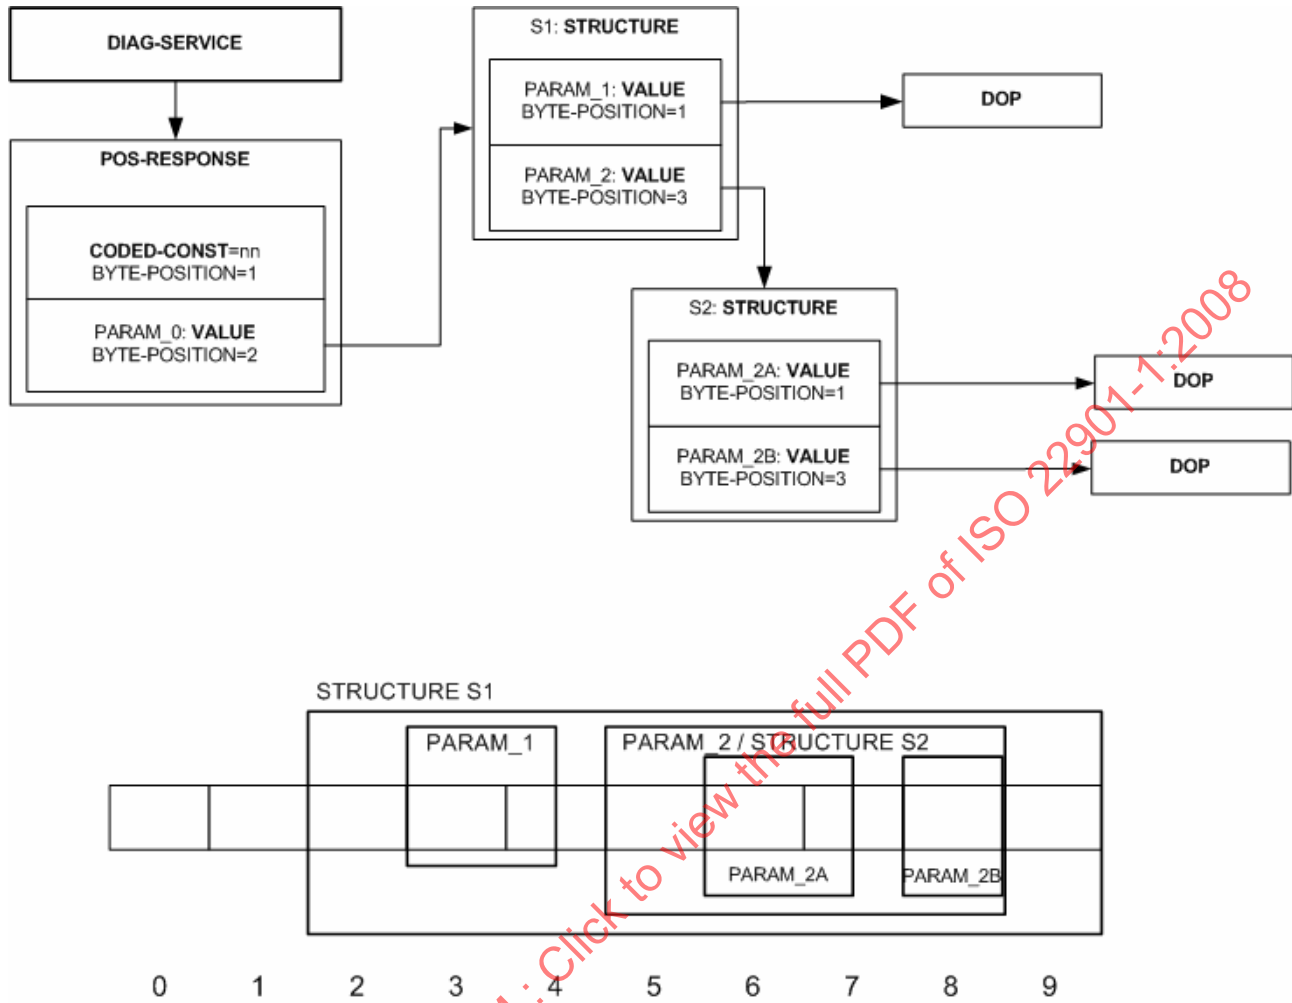 DIAG-SERVICE
POS-RESPONSE
CODED-CONST=nn
BYTE-POSITION=1
PARAM_0: VALUE
BYTE-POSITION=2
S1: STRUCTURE
PARAM_1: VALUE
BYTE-POSITION=1
PARAM_2: VALUE
BYTE-POSITION=3
DOP
S2: STRUCTURE
PARAM_2A: VALUE
BYTE-POSITION=1
PARAM_2B: VALUE
BYTE-POSITION=3
DOP
DOP
STRUCTURE S1
PARAM_1
PARAM_2 / STRUCTURE S2
PARAM_2A
PARAM_2B
0 1 2 3 4 5 6 7 8 9
: Click to view the full PDF of ISO 22901-1:2008